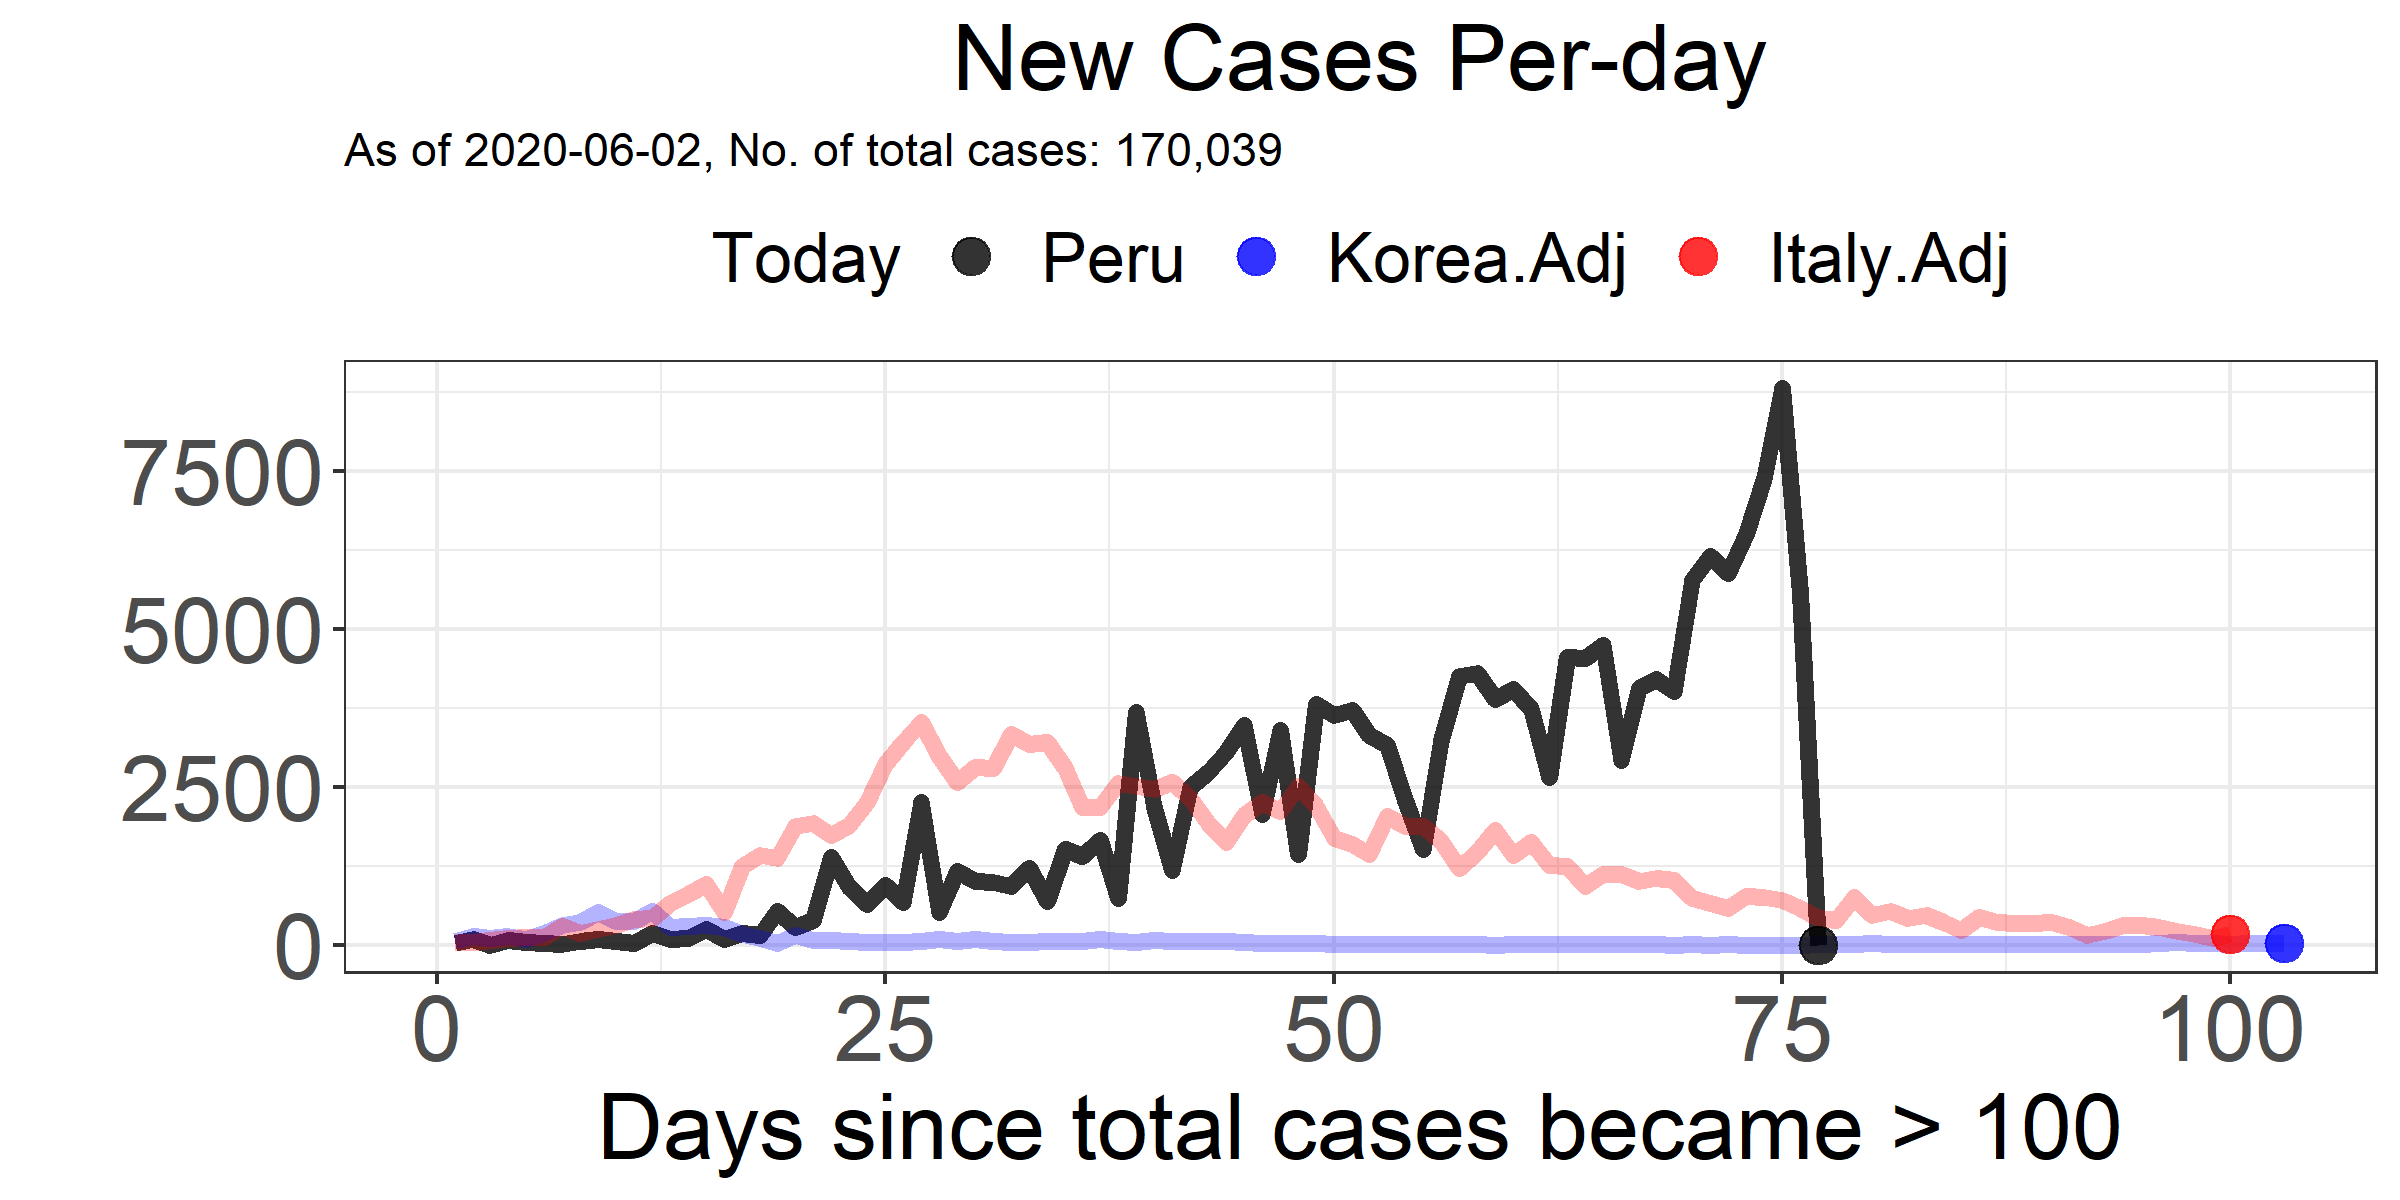 New Cases Per-day
As of 2020-06-02, No. of total cases: 170,039
Today Peru Korea.Adj Italy.Adj
7500
5000
2500
0
0 25 50 75 100
Days since total cases became > 100